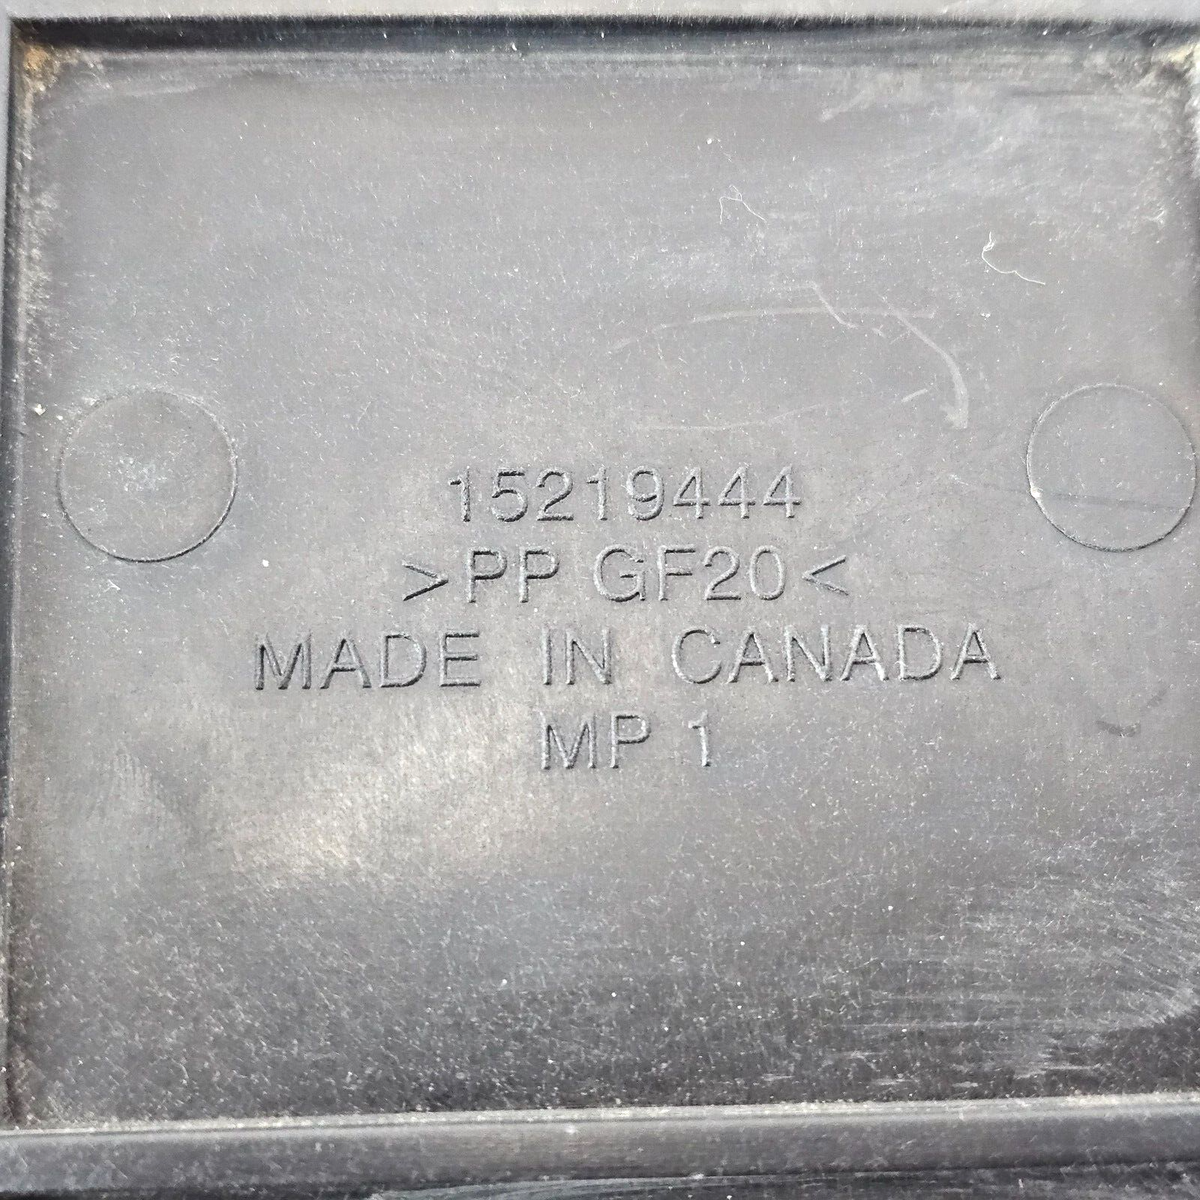 15219444
>PP GF20<
MADE IN CANADA
MP 1